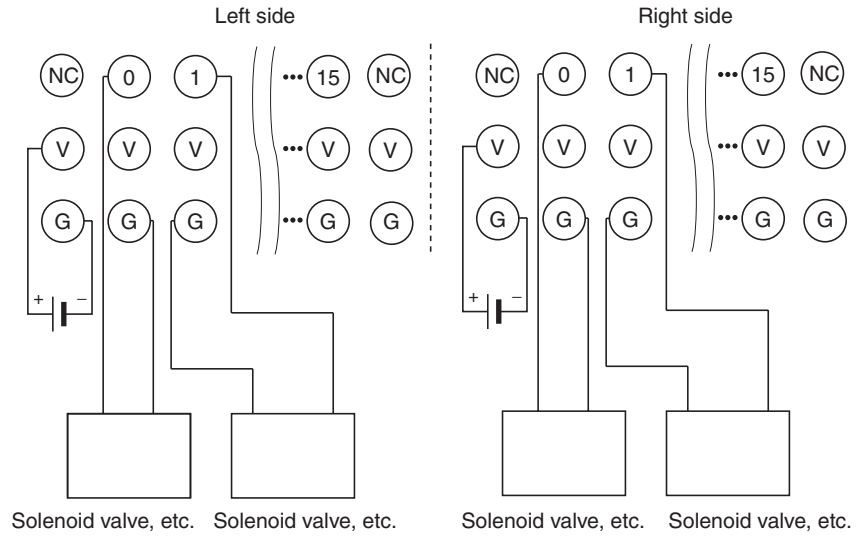 Left side Right side
NC 0 1 ••• 15 NC NC 0 1 ••• 15 NC
V V V ••• V V V V V ••• V V
G G G ••• G G G G G ••• G G
+ − + −
Solenoid valve, etc. Solenoid valve, etc. Solenoid valve, etc. Solenoid valve, etc.